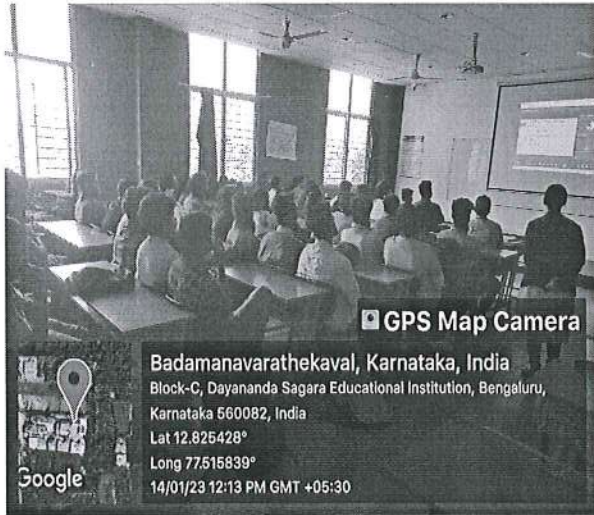 GPS Map Camera
Badamanavarathekaval, Karnataka, India
Block-C, Dayananda Sagara Educational Institution, Bengaluru,
Karnataka 560082, India
Lat 12.825428°
Long 77.515839°
14/01/23 12:13 PM GMT +05:30
Google